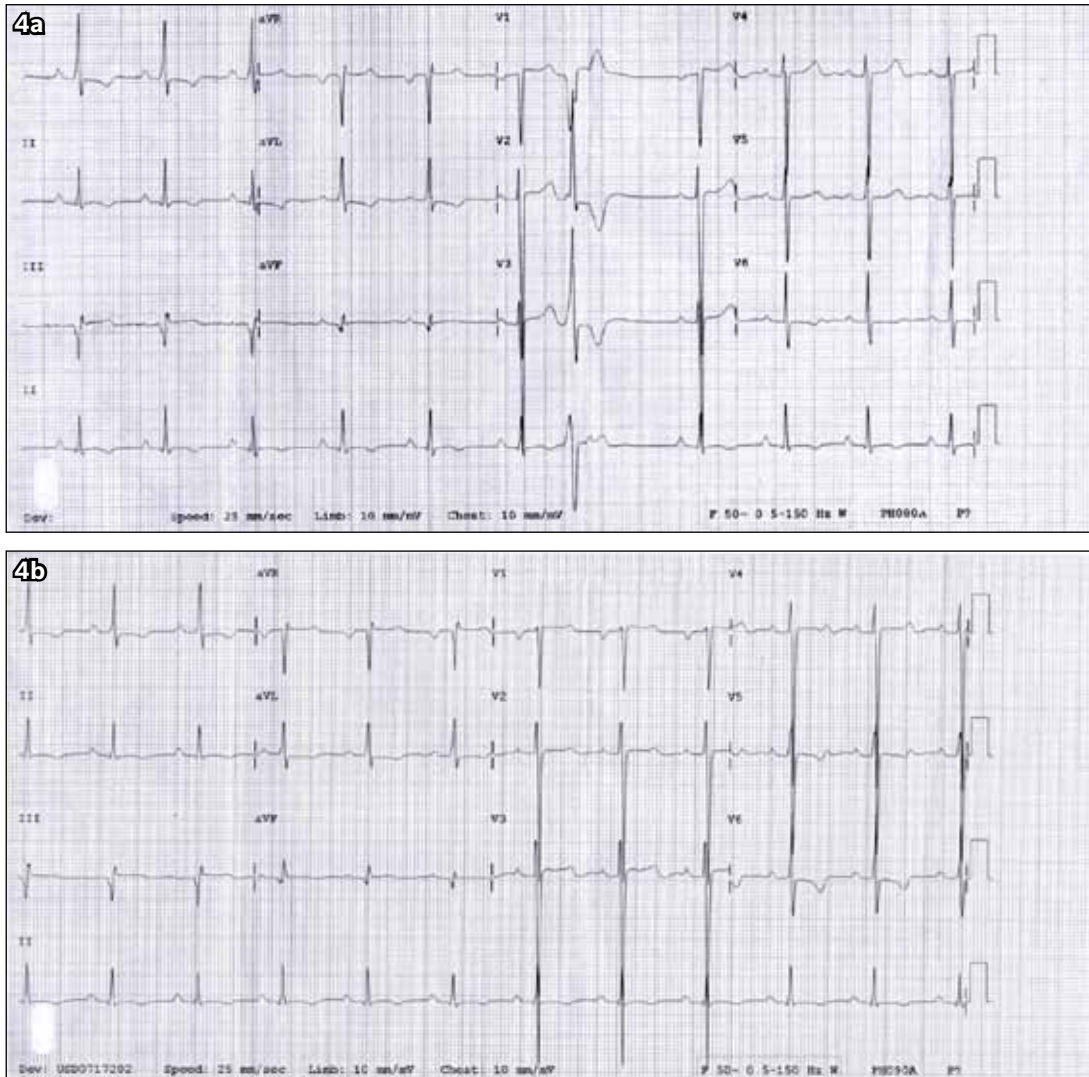 4a
aVR V1 V4
II aVL V2 V5
III aVF V3 V6
II
Dev: Speed: 25 mm/sec Limb: 10 mm/mV Chest: 10 mm/mV F 50~ 0.5-150 Hz W PH090A P?
4b
aVR V1 V4
II aVL V2 V5
III aVF V3 V6
II
Speed: 25 mm/sec Limb: 10 mm/mV Chest: 10 mm/mV F 50~ 0.5-150 Hz W PH090A P?